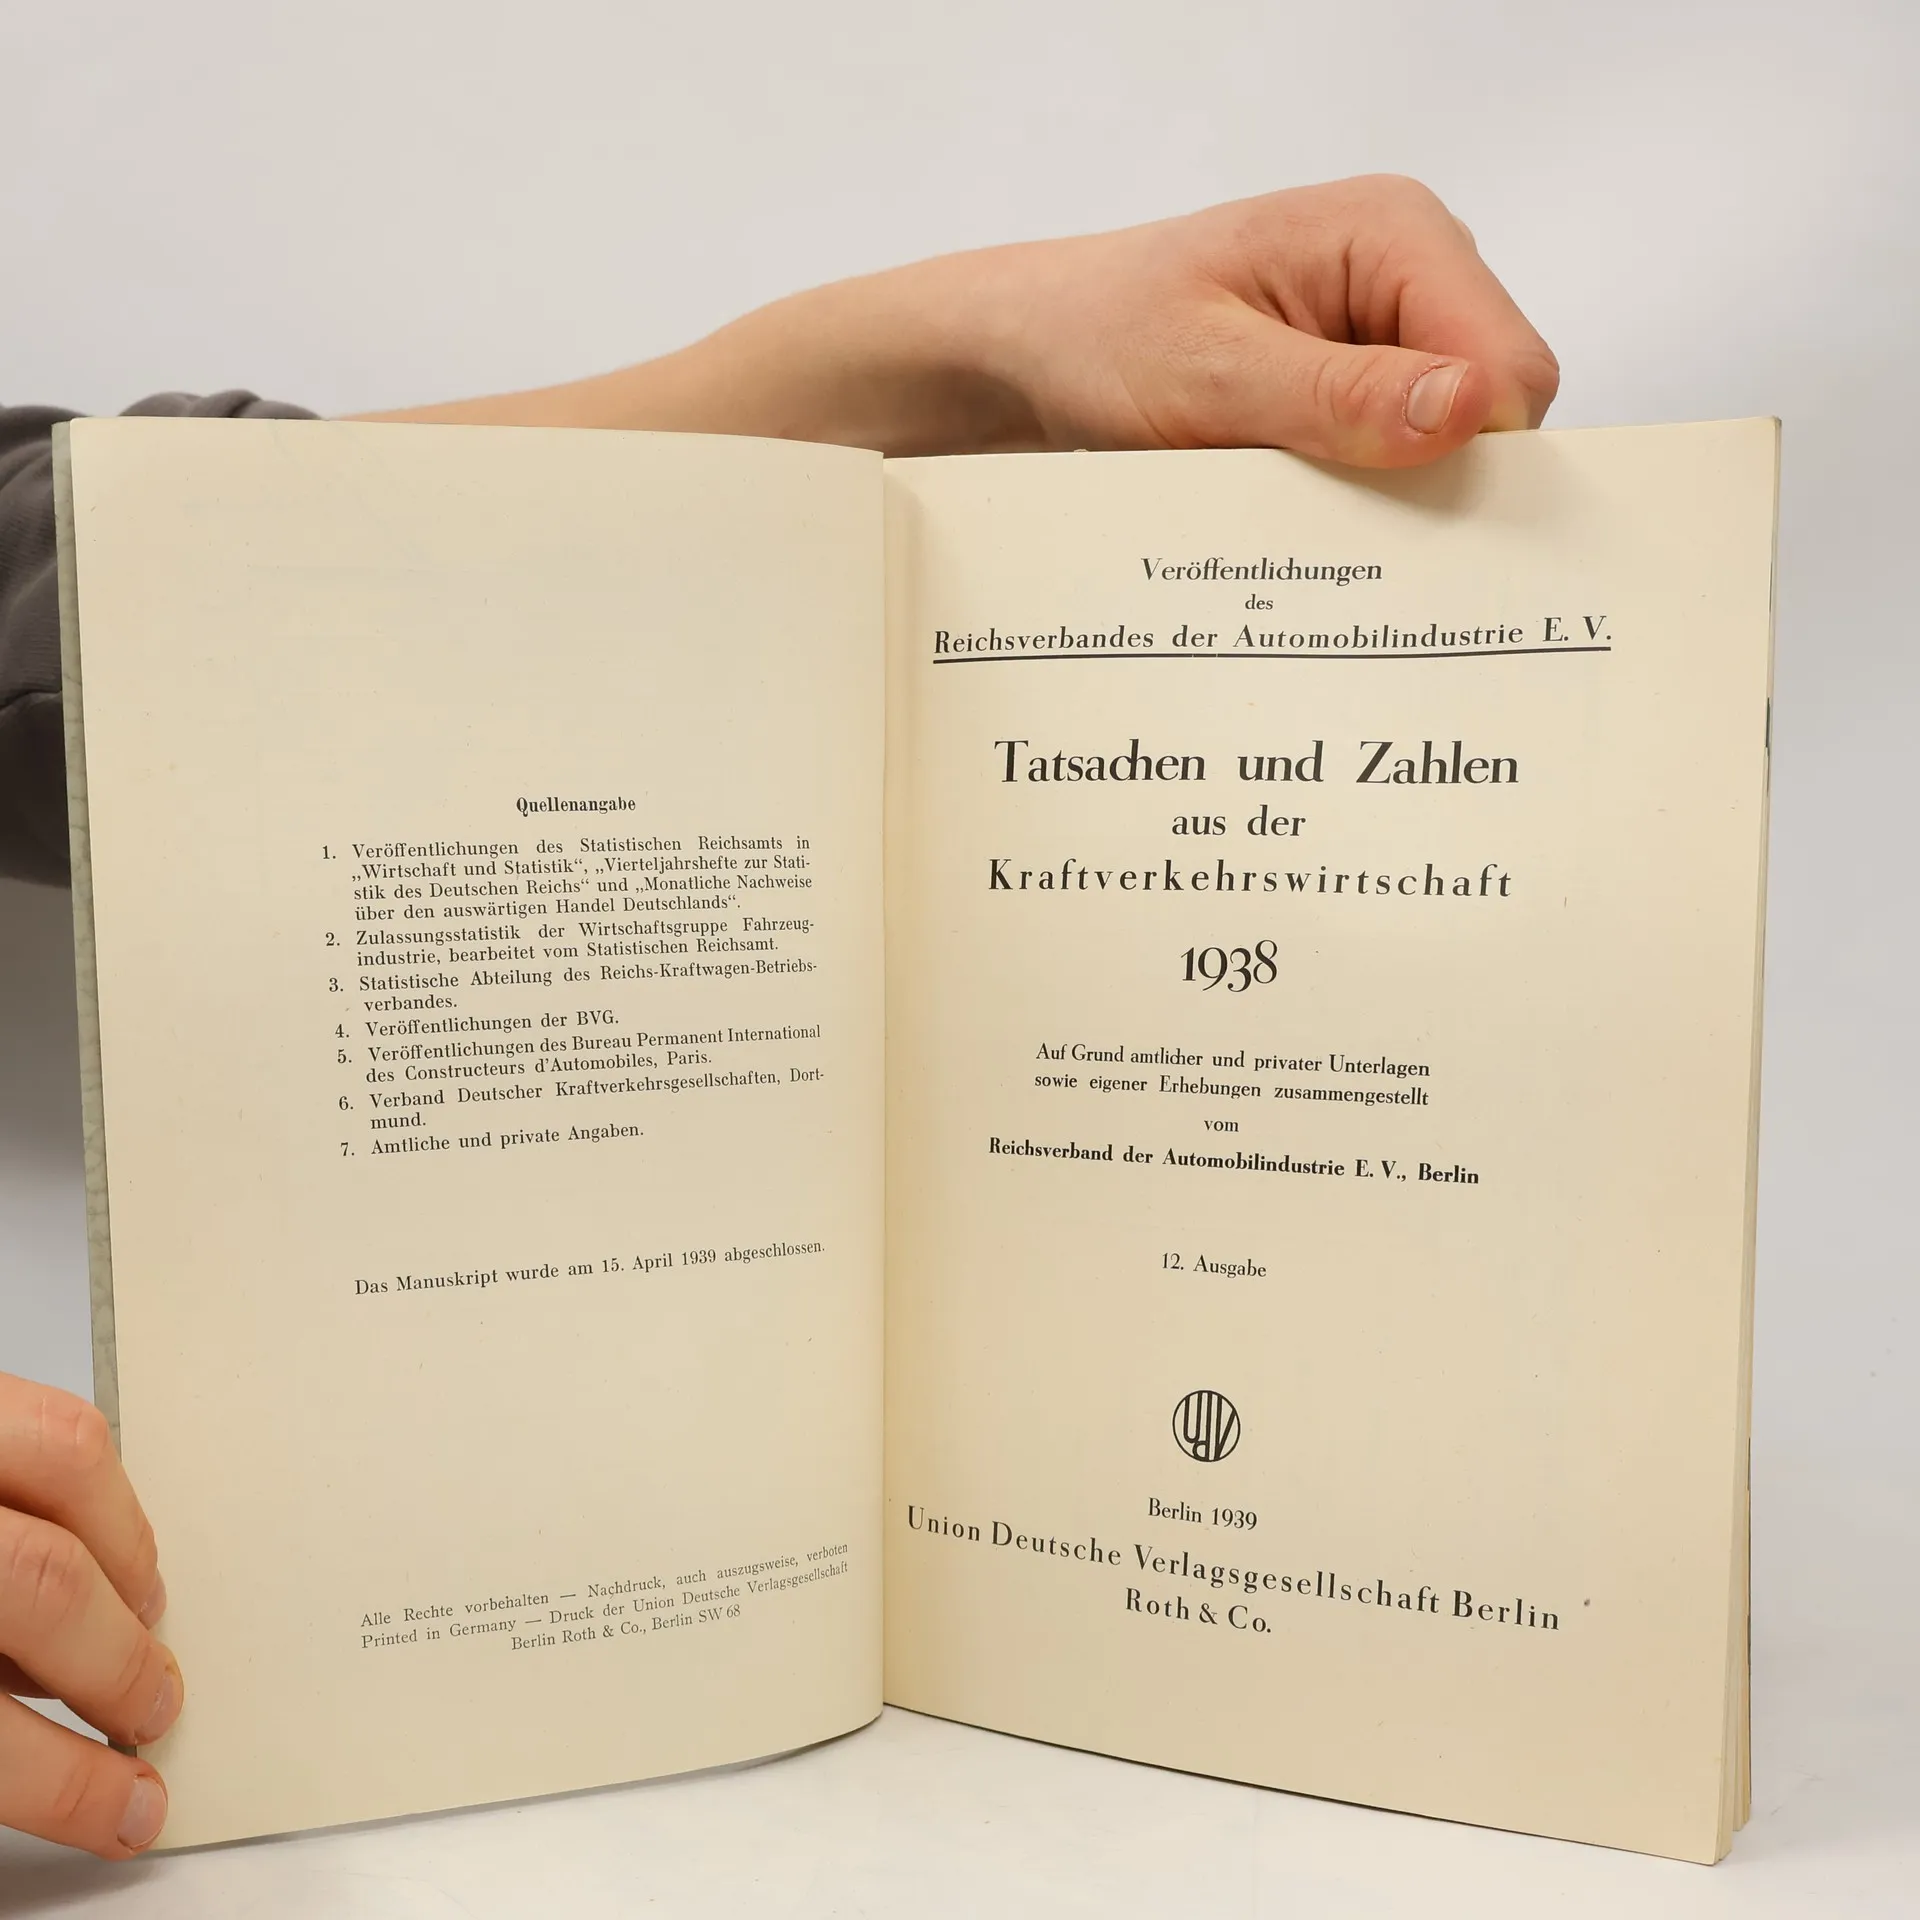 Quellenangabe
1. Veröffentlichungen des Statistischen Reichsamts in
„Wirtschaft und Statistik“, „Vierteljahrshefte zur Stati-
stik des Deutschen Reichs“ und „Monatliche Nachweise
über den auswärtigen Handel Deutschlands“.
2. Zulassungsstatistik der Wirtschaftsgruppe Fahrzeug-
industrie, bearbeitet vom Statistischen Reichsamt.
3. Statistische Abteilung des Reichs-Kraftwagen-Betriebs-
verbandes.
4. Veröffentlichungen der BVG.
5. Veröffentlichungen des Bureau Permanent International
des Constructeurs d'Automobiles, Paris.
6. Verband Deutscher Kraftverkehrsgesellschaften, Dort-
mund.
7. Amtliche und private Angaben.
Das Manuskript wurde am 15. April 1939 abgeschlossen.
Alle Rechte vorbehalten — Nachdruck, auch auszugsweise, verboten
Printed in Germany — Druck der Union Deutsche Verlagsgesellschaft
Berlin Roth & Co., Berlin SW 68
Veröffentlichungen
des
Reichsverbandes der Automobilindustrie E. V.
Tatsachen und Zahlen
aus der
Kraftverkehrswirtschaft
1938
Auf Grund amtlicher und privater Unterlagen
sowie eigener Erhebungen zusammengestellt
vom
Reichsverband der Automobilindustrie E. V., Berlin
12. Ausgabe
Berlin 1939
Union Deutsche Verlagsgesellschaft Berlin
Roth & Co.